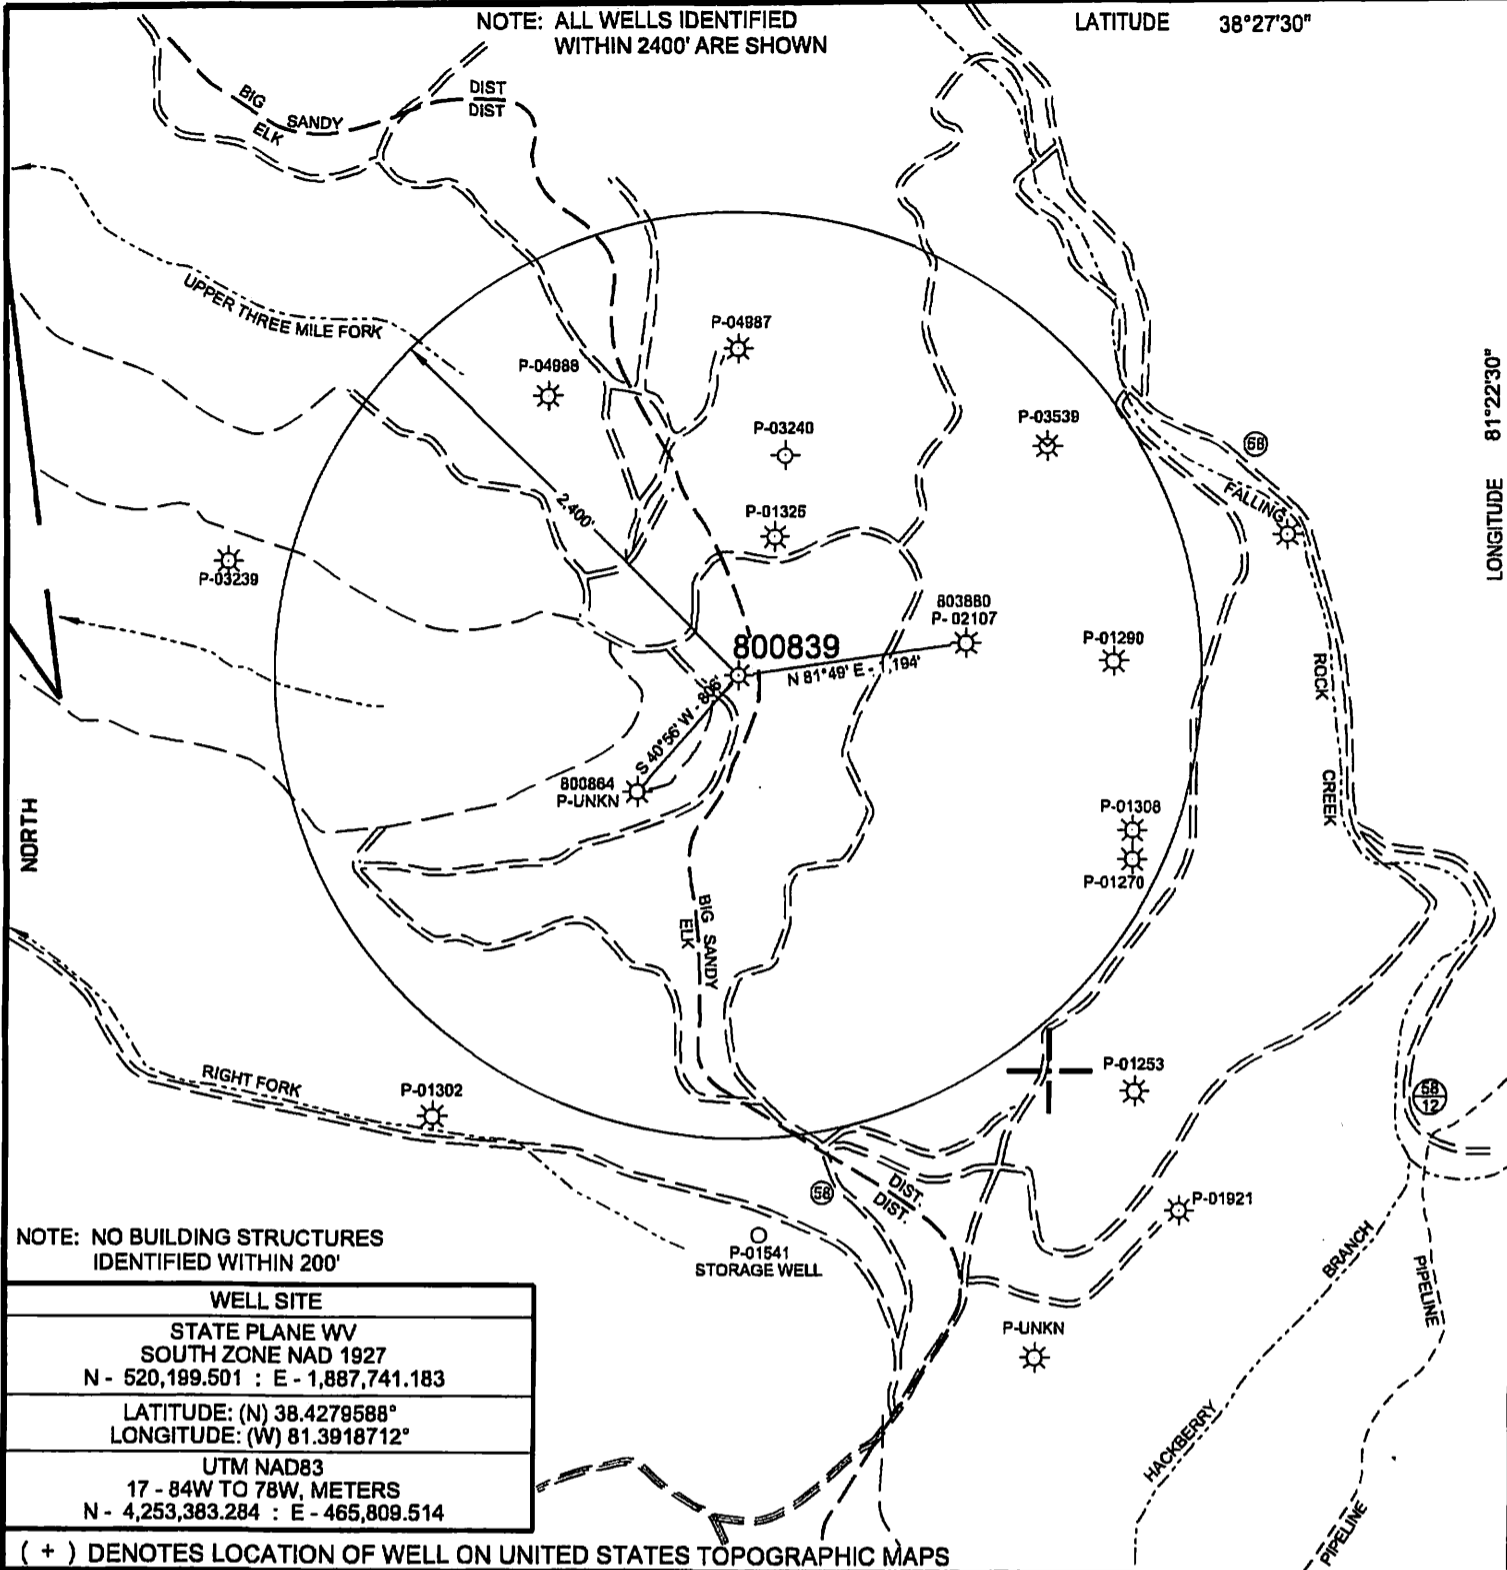 NOTE: ALL WELLS IDENTIFIED
WITHIN 2400' ARE SHOWN
LATITUDE 38°27'30"
LONGITUDE 81°22'30"
BIG SANDY
ELK
DIST
DIST
UPPER THREE MILE FORK
P-04987
P-04988
P-03240
P-03539
68
FALLING
ROCK
CREEK
2,400'
P-01325
P-03239
803880
P- 02107
800839
N 81°49' E - 1,194'
P-01290
S 40°56' W - 806'
800864
P-UNKN
P-01308
P-01270
NORTH
BIG SANDY
ELK
RIGHT FORK
P-01302
P-01253
58
12
58
DIST.
DIST.
P-01921
P-01541
STORAGE WELL
BRANCH
HACKBERRY
PIPELINE
PIPELINE
P-UNKN
NOTE: NO BUILDING STRUCTURES
IDENTIFIED WITHIN 200'
WELL SITE
STATE PLANE WV
SOUTH ZONE NAD 1927
N - 520,199.501 : E - 1,887,741.183
LATITUDE: (N) 38.4279588°
LONGITUDE: (W) 81.3918712°
UTM NAD83
17 - 84W TO 78W, METERS
N - 4,253,383.284 : E - 465,809.514
( + ) DENOTES LOCATION OF WELL ON UNITED STATES TOPOGRAPHIC MAPS